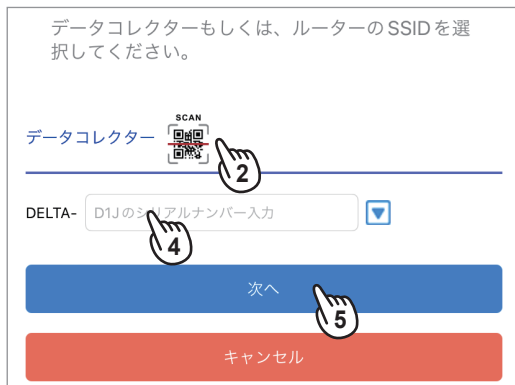 データコレクターもしくは、ルーターのSSIDを選
択してください。
SCAN
データコレクター
2
DELTA- D1Jのシリアルナンバー入力
4
次へ
5
キャンセル